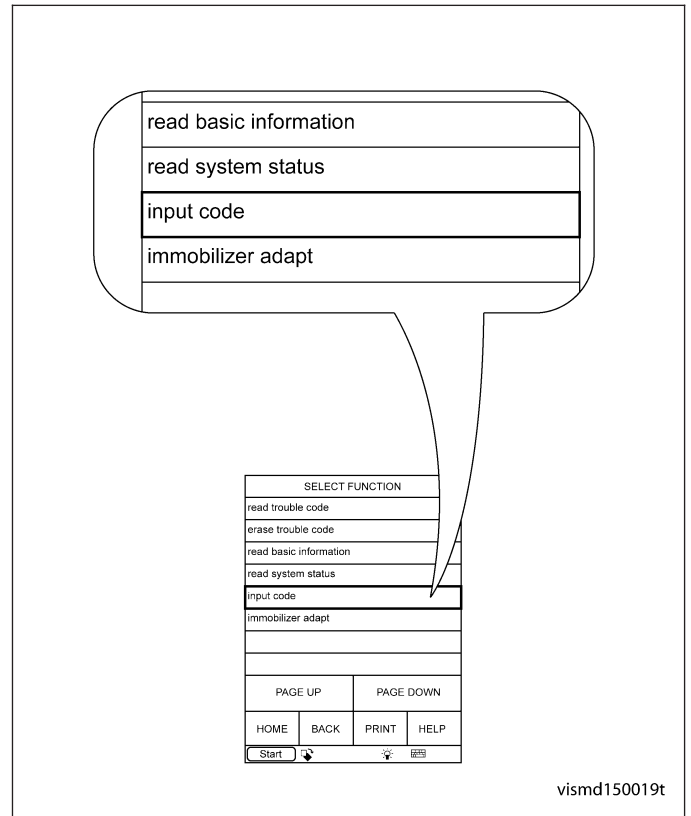 read basic information
read system status
input code
immobilizer adapt
SELECT FUNCTION
read trouble code
erase trouble code
read basic information
read system status
input code
immobilizer adapt
PAGE UP PAGE DOWN
HOME BACK PRINT HELP
Start
vismd150019t